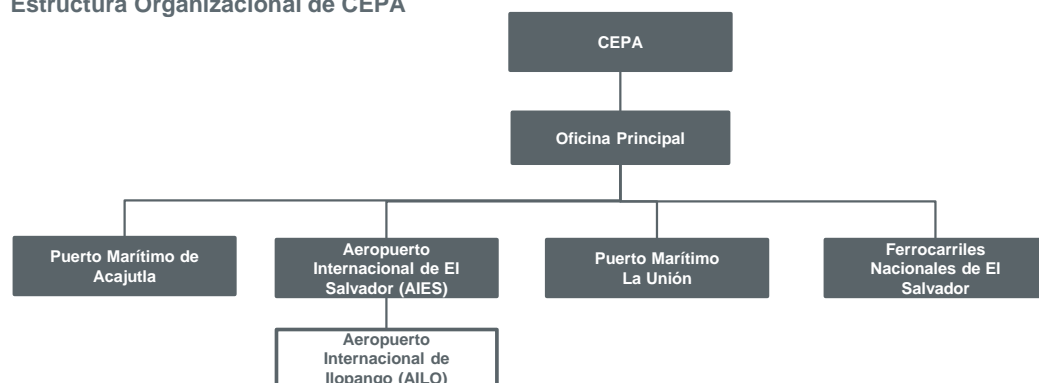 Estructura Organizacional de CEPA
CEPA
Oficina Principal
Puerto Marítimo de
Acajutla
Aeropuerto
Internacional de El
Salvador (AIES)
Puerto Marítimo
La Unión
Ferrocarriles
Nacionales de El
Salvador
Aeropuerto
Internacional de
Ilopango (AILO)